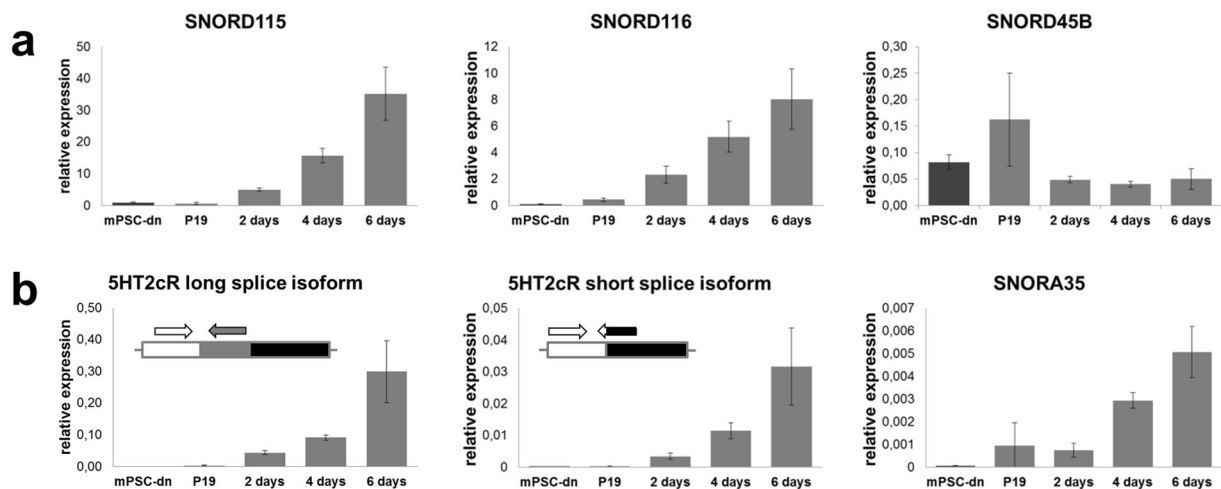 a
SNORD115
relative expression
50
40
30
20
10
0
mPSC-dn P19 2 days 4 days 6 days
SNORD116
relative expression
12
10
8
6
4
2
0
mPSC-dn P19 2 days 4 days 6 days
SNORD45B
relative expression
0,30
0,25
0,20
0,15
0,10
0,05
0,00
mPSC-dn P19 2 days 4 days 6 days
b
5HT2cR long splice isoform
relative expression
0,50
0,40
0,30
0,20
0,10
0,00
mPSC-dn P19 2 days 4 days 6 days
5HT2cR short splice isoform
relative expression
0,05
0,04
0,03
0,02
0,01
0
mPSC-dn P19 2 days 4 days 6 days
SNORA35
relative expression
0,007
0,006
0,005
0,004
0,003
0,002
0,001
0
mPSC-dn P19 2 days 4 days 6 days